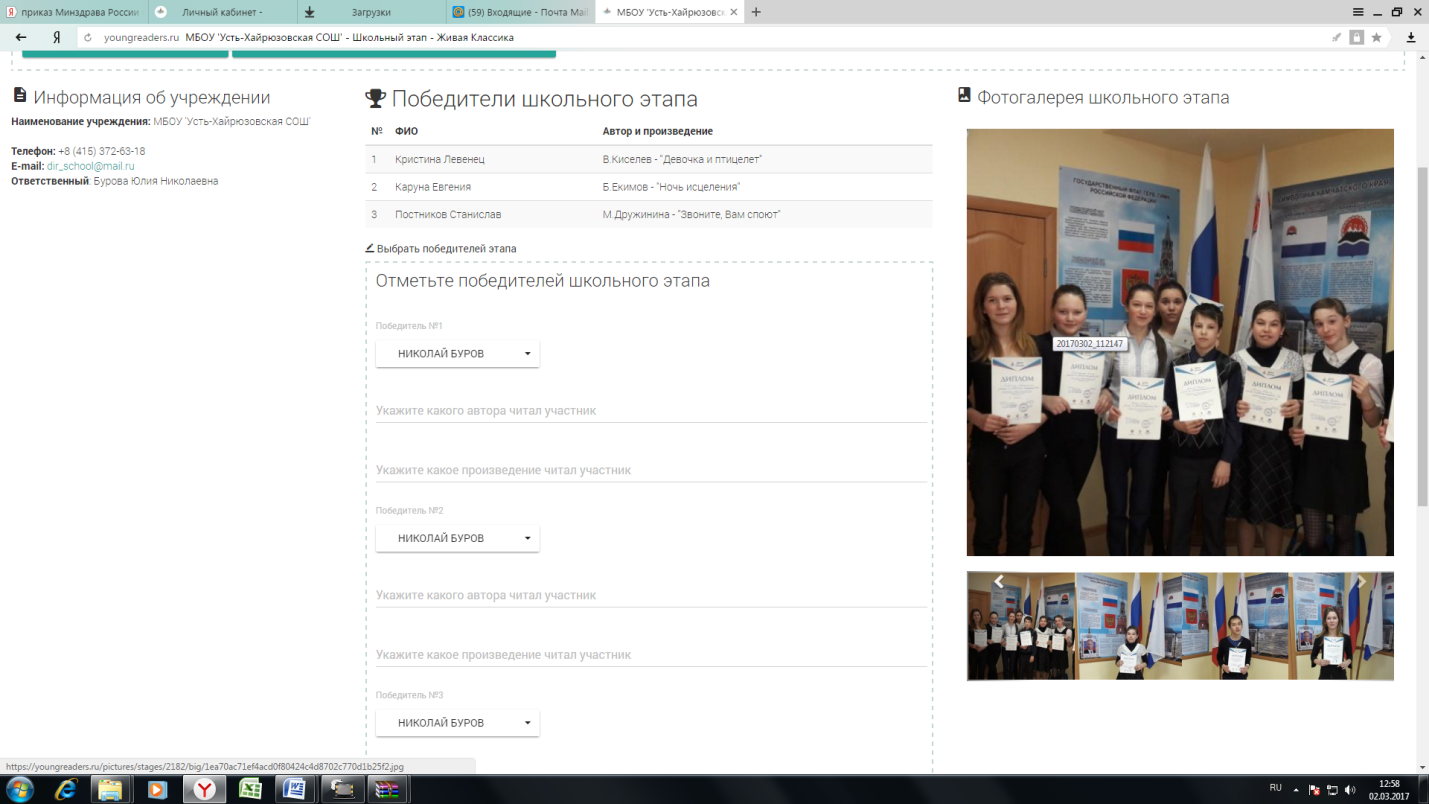 приказ Минздрава России
Личный кабинет -
Загрузки
(59) Входящие - Почта Mail
МБОУ 'Усть-Хайрюзовск
youngreaders.ru МБОУ 'Усть-Хайрюзовская СОШ' - Школьный этап - Живая Классика
Информация об учреждении
Наименование учреждения: МБОУ 'Усть-Хайрюзовская СОШ'
Телефон: +8 (415) 372-63-18
E-mail: dir_school@mail.ru
Ответственный: Бурова Юлия Николаевна
Победители школьного этапа
№ ФИО Автор и произведение
1 Кристина Левенец В.Киселев - "Девочка и птицелет"
2 Каруна Евгения Б.Екимов - "Ночь исцеления"
3 Постников Станислав М.Дружинина - "Звоните, Вам споют"
Выбрать победителей этапа
Отметьте победителей школьного этапа
Победитель №1
НИКОЛАЙ БУРОВ
Укажите какого автора читал участник
Укажите какое произведение читал участник
Победитель №2
НИКОЛАЙ БУРОВ
Укажите какого автора читал участник
Укажите какое произведение читал участник
Победитель №3
НИКОЛАЙ БУРОВ
Фотогалерея школьного этапа
ГОСУДАРСТВЕННЫЙ ФЛАГ, ГЕРБ, ГИМН
РОССИЙСКОЙ ФЕДЕРАЦИИ
20170302_112147
ДИПЛОМ
ДИПЛОМ
ДИПЛОМ
ДИПЛОМ
ДИПЛОМ
ДИПЛОМ
https://youngreaders.ru/pictures/stages/2182/big/1ea70ac71ef4acd0f80424c4d8702c770d1b25f2.jpg
RU
12:58
02.03.2017